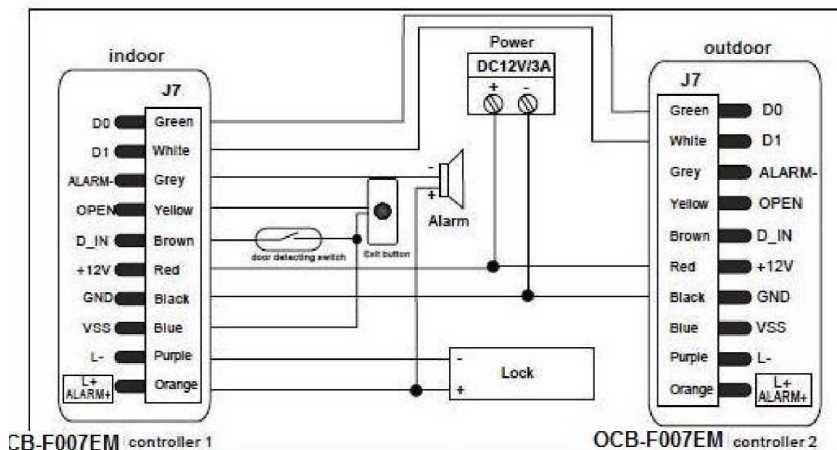 indoor
Power
outdoor
DC12V/3A
+ -
J7
J7
D0 Green
D1 White
ALARM- Grey
OPEN Yellow
D_IN Brown
+12V Red
GND Black
VSS Blue
L- Purple
L+
ALARM+
Orange
-
+
Alarm
door detecting switch
Exit button
-
+
Lock
Green D0
White D1
Grey ALARM-
Yellow OPEN
Brown D_IN
Red +12V
Black GND
Blue VSS
Purple L-
Orange
L+
ALARM+
CB-F007EM controller 1
OCB-F007EM controller 2